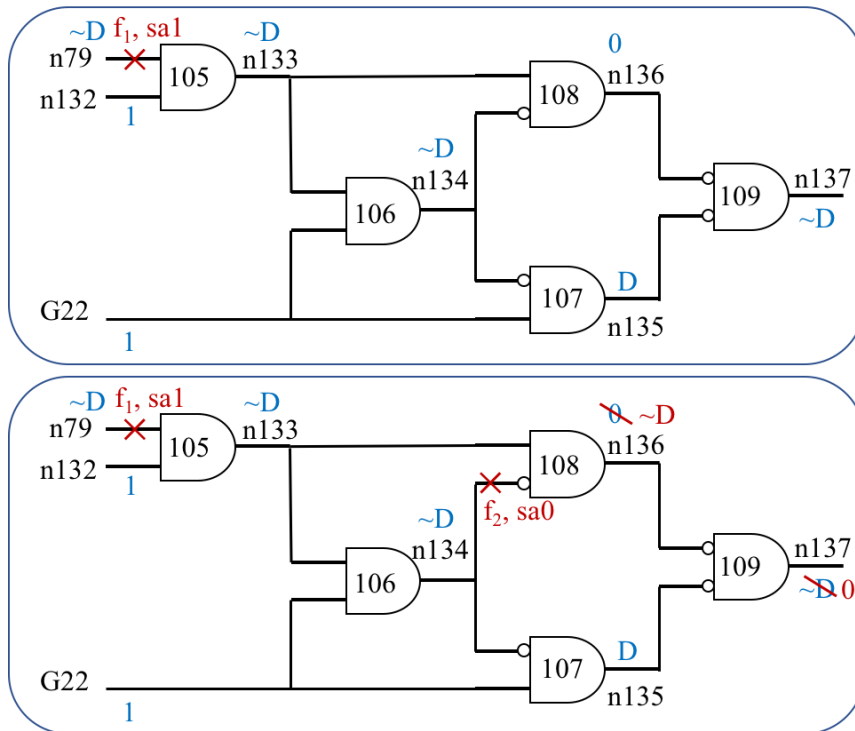 ~D f₁, sa1 ~D 0
n79 n133 n136
105 108
n132
1
~D
n134 n137
106 109
~D
G22 107 D
1 n135
~D f₁, sa1 ~D 0 ~D
n79 n133 n136
105 108
n132
1 f₂, sa0
~D
n134 n137
106 109
~D 0
G22 107 D
1 n135